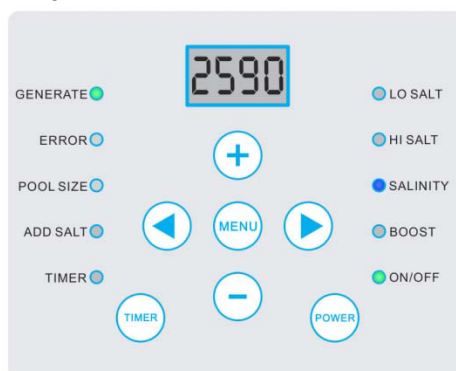 2590
GENERATE
LO SALT
ERROR
HI SALT
POOL SIZE
SALINITY
ADD SALT
MENU
BOOST
TIMER
ON/OFF
TIMER
POWER